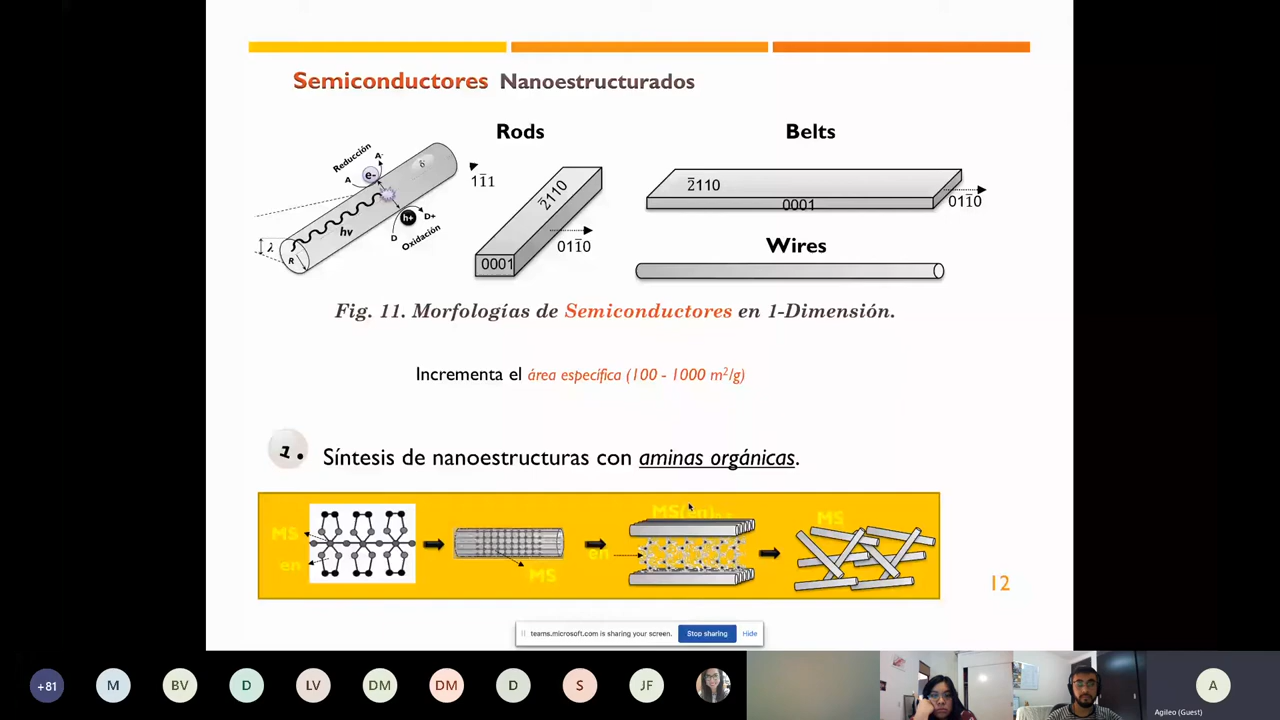 Semiconductores Nanoestructurados
Rods
Belts
Reducción
A-
A
e-
δ
hν
h+
D+
D
Oxidación
λ
R
11̅1
2̅110
0001
011̅0
2̅110
0001
011̅0
Wires
Fig. 11. Morfologías de Semiconductores en 1-Dimensión.
Incrementa el área específica (100 - 1000 m²/g)
1. Síntesis de nanoestructuras con aminas orgánicas.
MS
en
MS
en
MS
12
teams.microsoft.com is sharing your screen. Stop sharing Hide
+81 M BV D LV DM DM D S JF A
Agileo (Guest)